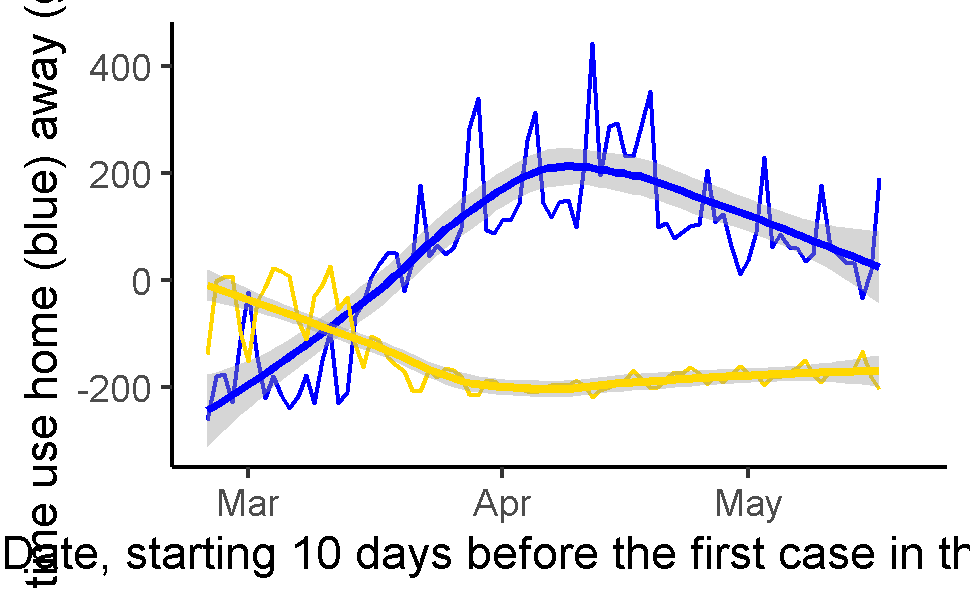 time use home (blue) away (
400
200
0
-200
Mar
Apr
May
Date, starting 10 days before the first case in th